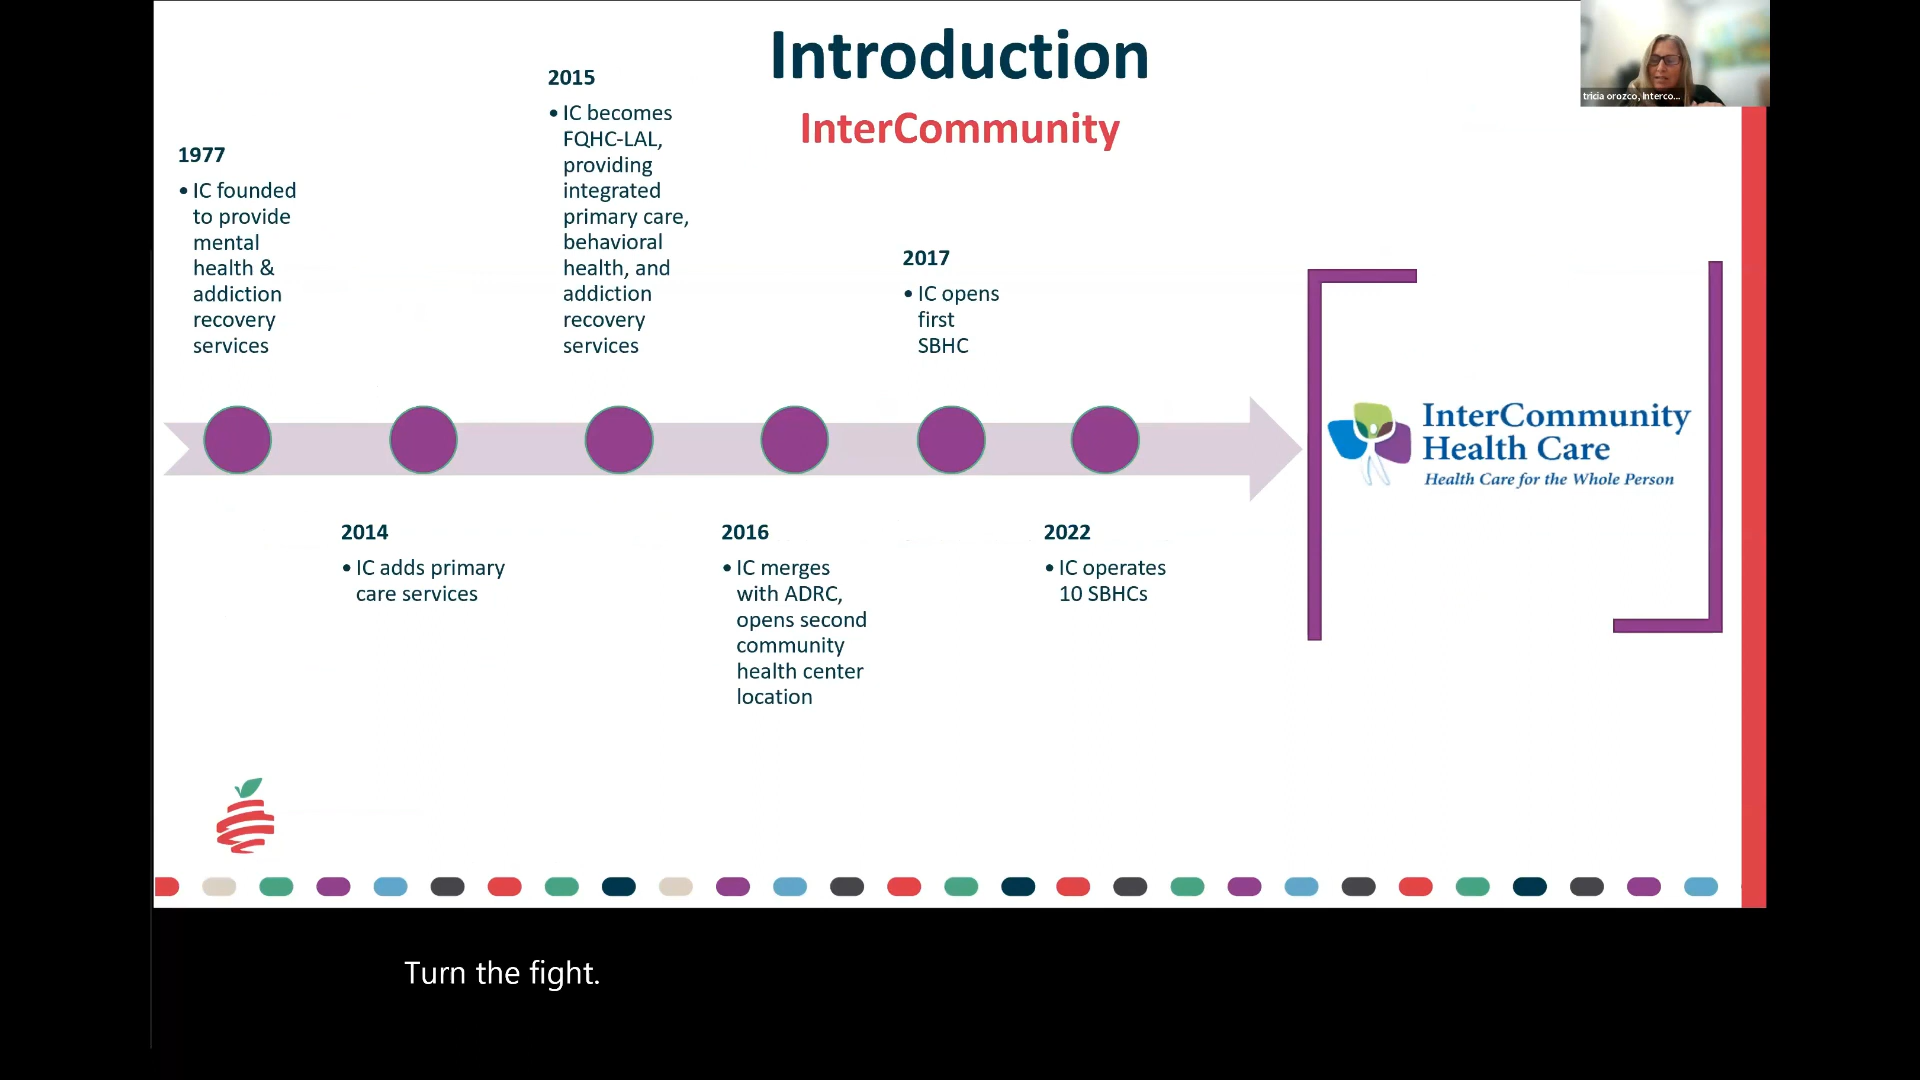 Introduction
InterCommunity
tricia orozco, Interco...
1977
• IC founded
to provide
mental
health &
addiction
recovery
services
2014
• IC adds primary
care services
2015
• IC becomes
FQHC-LAL,
providing
integrated
primary care,
behavioral
health, and
addiction
recovery
services
2016
• IC merges
with ADRC,
opens second
community
health center
location
2017
• IC opens
first
SBHC
2022
• IC operates
10 SBHCs
InterCommunity
Health Care
Health Care for the Whole Person
Turn the fight.